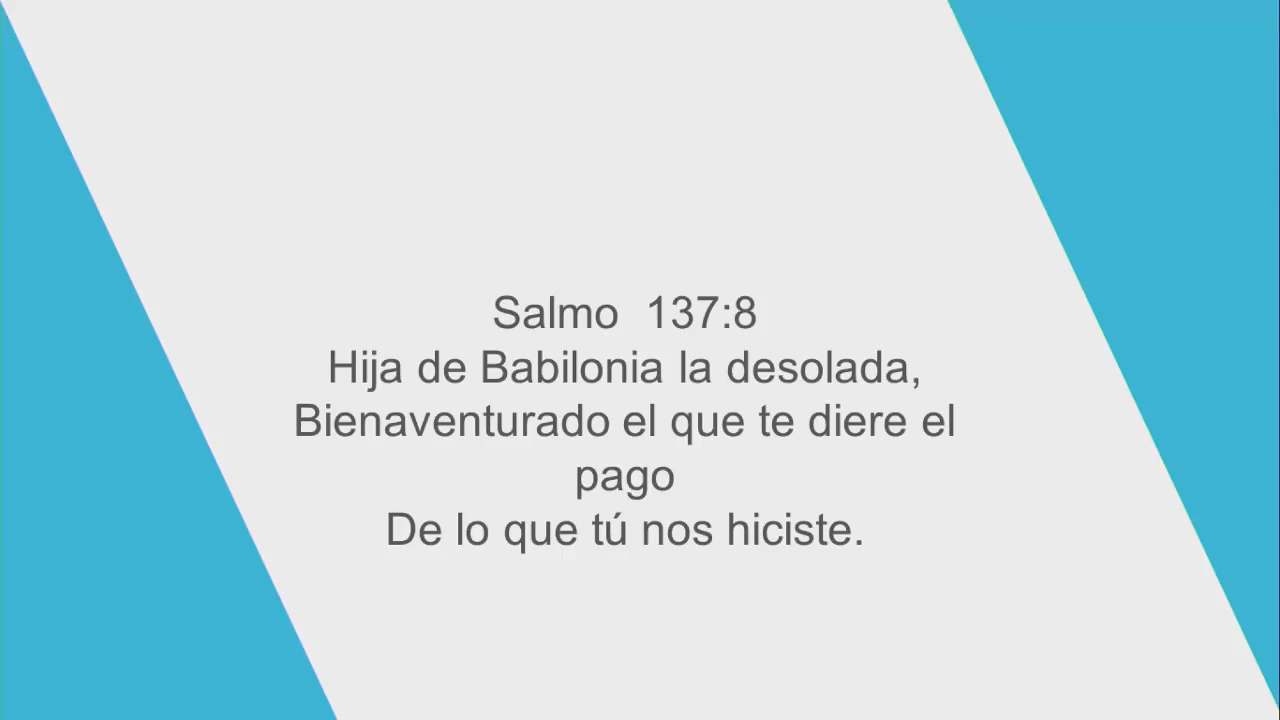 Salmo  137:8
Hija de Babilonia la desolada,
Bienaventurado el que te diere el
pago
De lo que tú nos hiciste.